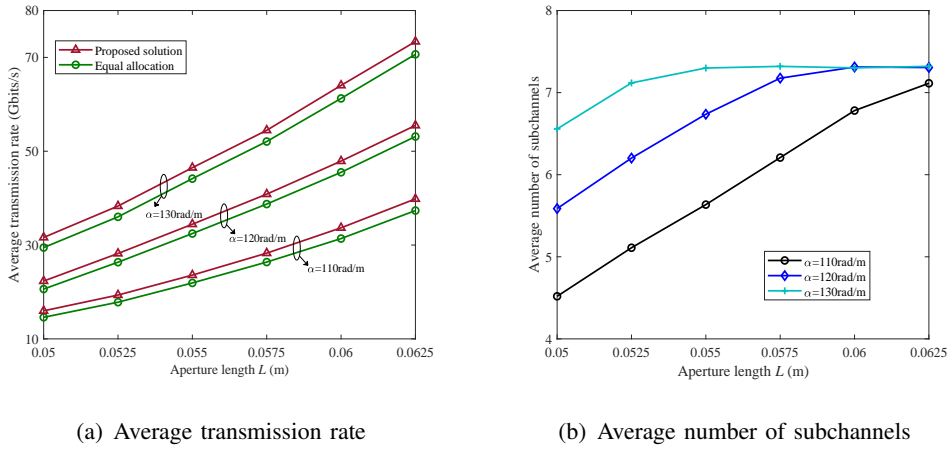 80
70
50
30
10
Average transmission rate (Gbits/s)
Proposed solution
Equal allocation
α=130rad/m
α=120rad/m
α=110rad/m
0.05 0.0525 0.055 0.0575 0.06 0.0625
Aperture length L (m)
(a) Average transmission rate
8
7
6
5
4
Average number of subchannels
α=110rad/m
α=120rad/m
α=130rad/m
0.05 0.0525 0.055 0.0575 0.06 0.0625
Aperture length L (m)
(b) Average number of subchannels